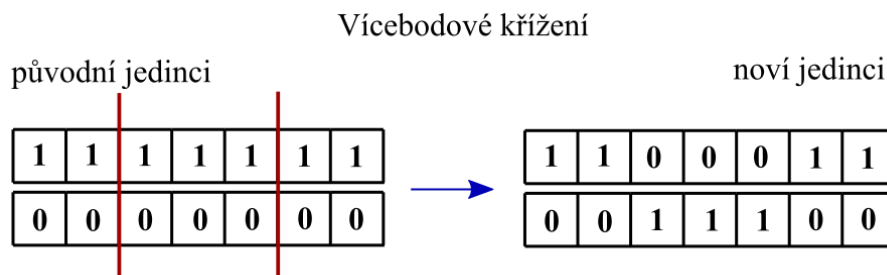 Vícebodové křížení
původní jedinci
noví jedinci
1 1 1 1 1 1 1
0 0 0 0 0 0 0
1 1 0 0 0 1 1
0 0 1 1 1 0 0